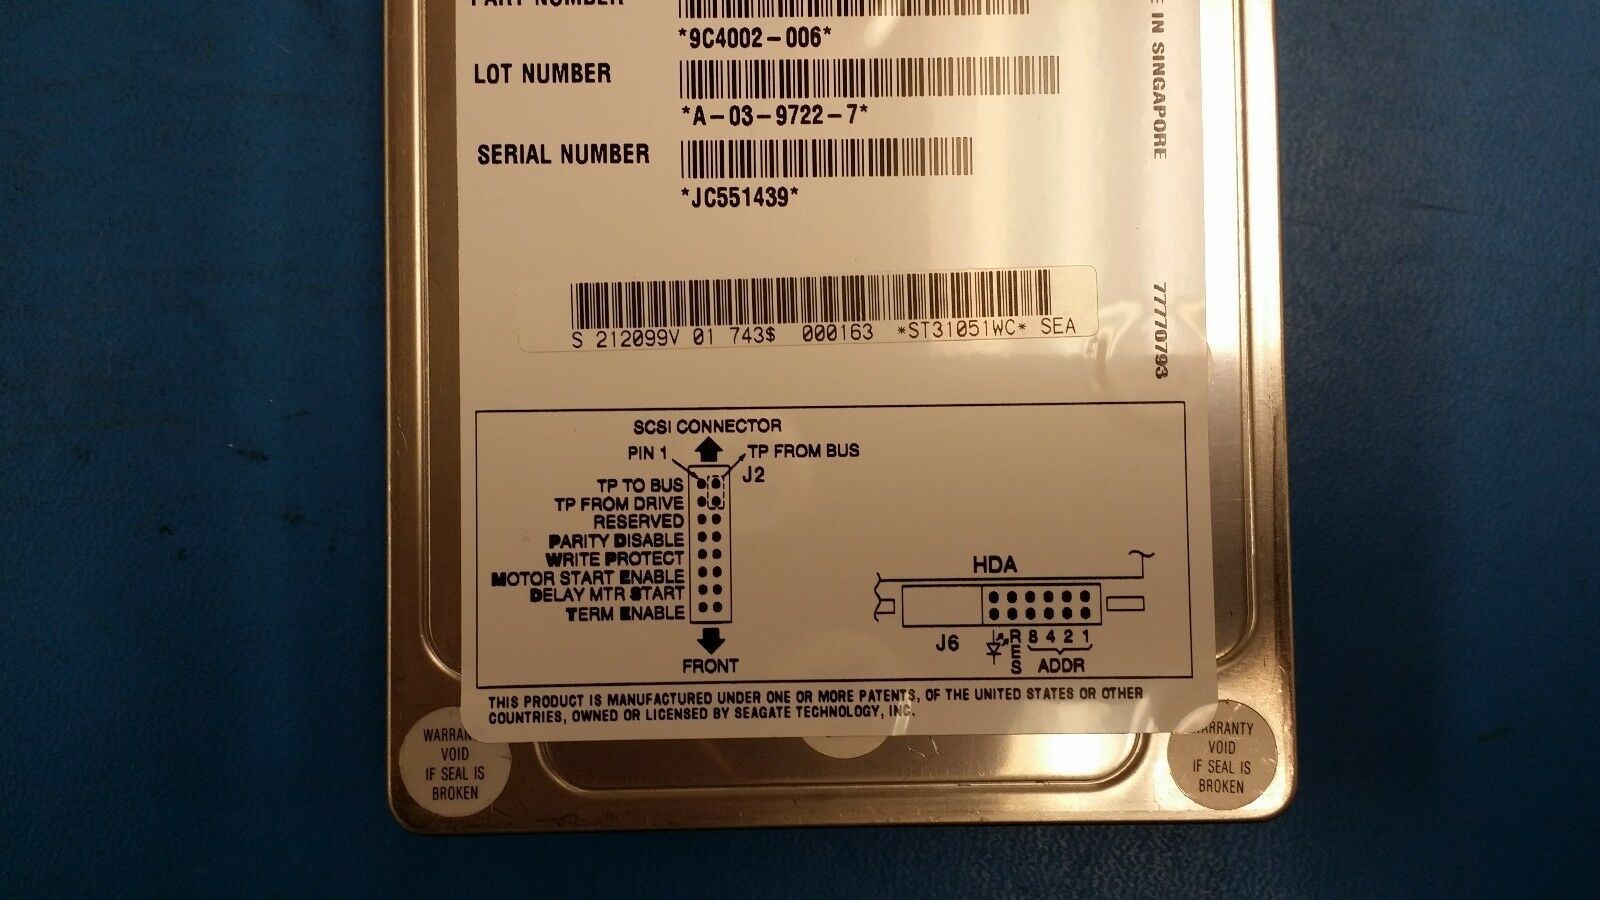 PART NUMBER
*9C4002-006*
LOT NUMBER
*A-03-9722-7*
SERIAL NUMBER
*JC551439*
E IN SINGAPORE
77770793
S 212099V 01 743$ 000163 *ST31051WC* SEA
SCSI CONNECTOR
PIN 1
TP FROM BUS
J2
TP TO BUS
TP FROM DRIVE
RESERVED
PARITY DISABLE
WRITE PROTECT
MOTOR START ENABLE
DELAY MTR START
TERM ENABLE
FRONT
HDA
J6
RES
8 4 2 1
ADDR
THIS PRODUCT IS MANUFACTURED UNDER ONE OR MORE PATENTS, OF THE UNITED STATES OR OTHER
COUNTRIES, OWNED OR LICENSED BY SEAGATE TECHNOLOGY, INC.
WARRAN
VOID
IF SEAL IS
BROKEN
WARRANTY
VOID
IF SEAL IS
BROKEN